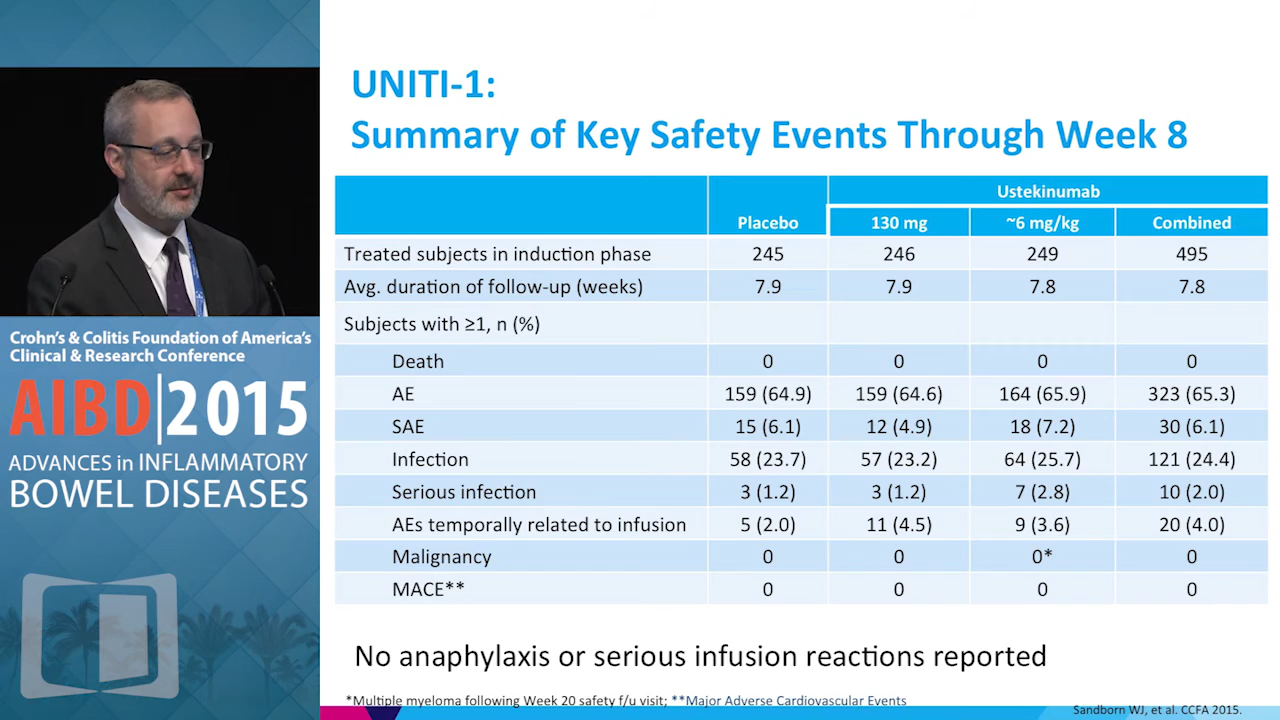 UNITI-1:
Summary of Key Safety Events Through Week 8
Ustekinumab
Placebo 130 mg ~6 mg/kg Combined
Treated subjects in induction phase 245 246 249 495
Avg. duration of follow-up (weeks) 7.9 7.9 7.8 7.8
Subjects with ≥1, n (%)
Death 0 0 0 0
AE 159 (64.9) 159 (64.6) 164 (65.9) 323 (65.3)
SAE 15 (6.1) 12 (4.9) 18 (7.2) 30 (6.1)
Infection 58 (23.7) 57 (23.2) 64 (25.7) 121 (24.4)
Serious infection 3 (1.2) 3 (1.2) 7 (2.8) 10 (2.0)
AEs temporally related to infusion 5 (2.0) 11 (4.5) 9 (3.6) 20 (4.0)
Malignancy 0 0 0* 0
MACE** 0 0 0 0
No anaphylaxis or serious infusion reactions reported
*Multiple myeloma following Week 20 safety f/u visit; **Major Adverse Cardiovascular Events
Sandborn WJ, et al. CCFA 2015.
Crohn's & Colitis Foundation of America's
Clinical & Research Conference
AIBD|2015
ADVANCES in INFLAMMATORY
BOWEL DISEASES